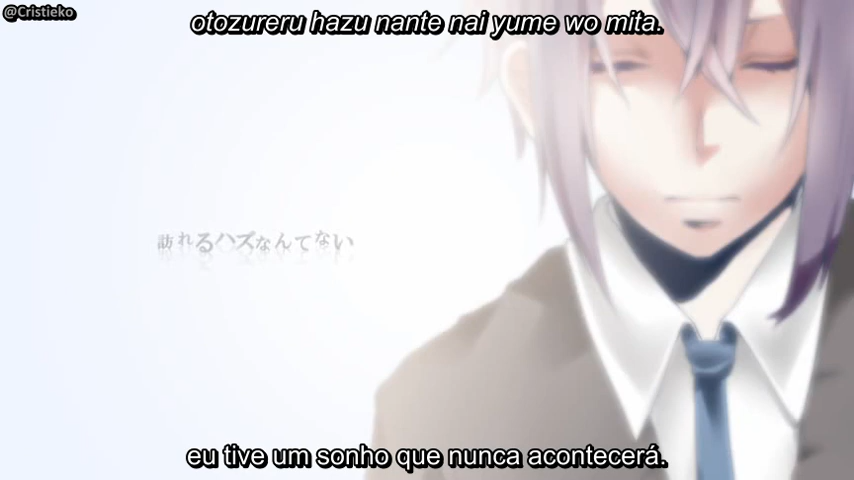 @Cristieko
otozureru hazu nante nai yume wo mita.
訪れるハズなんてない
eu tive um sonho que nunca acontecerá.